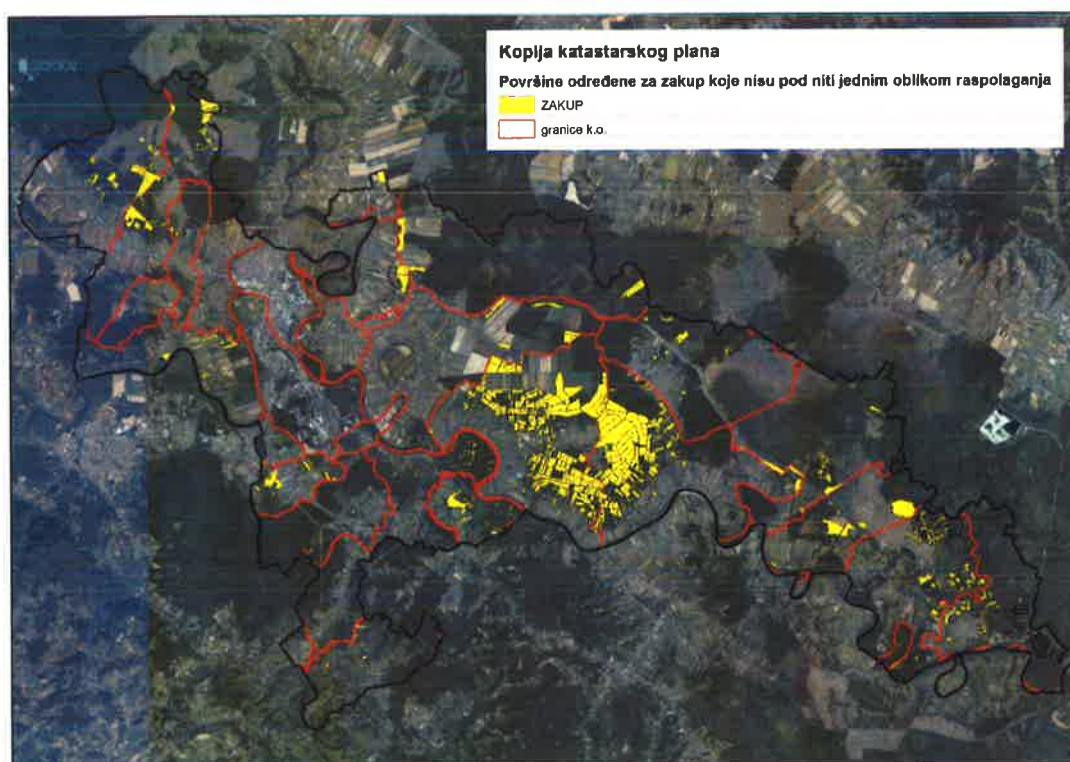 Kopija katastarskog plana
Površine određene za zakup koje nisu pod niti jednim oblikom raspolaganja
ZAKUP
granice k.o.